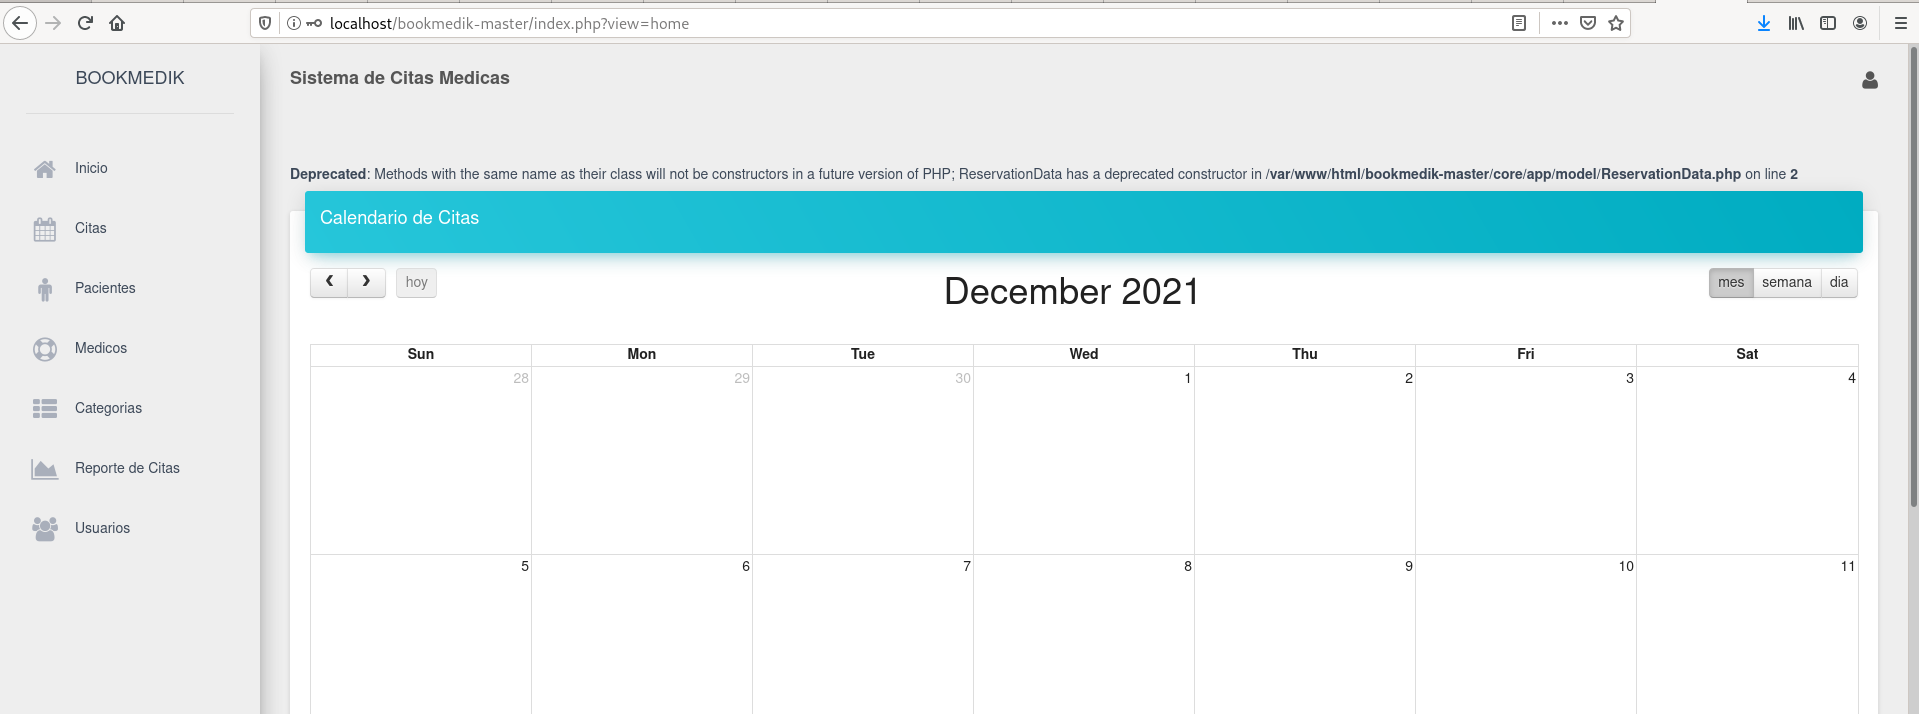 localhost/bookmedik-master/index.php?view=home
BOOKMEDIK
Inicio
Citas
Pacientes
Medicos
Categorias
Reporte de Citas
Usuarios
Sistema de Citas Medicas
Deprecated: Methods with the same name as their class will not be constructors in a future version of PHP; ReservationData has a deprecated constructor in /var/www/html/bookmedik-master/core/app/model/ReservationData.php on line 2
Calendario de Citas
hoy
December 2021
mes semana dia
Sun Mon Tue Wed Thu Fri Sat
28 29 30 1 2 3 4
5 6 7 8 9 10 11